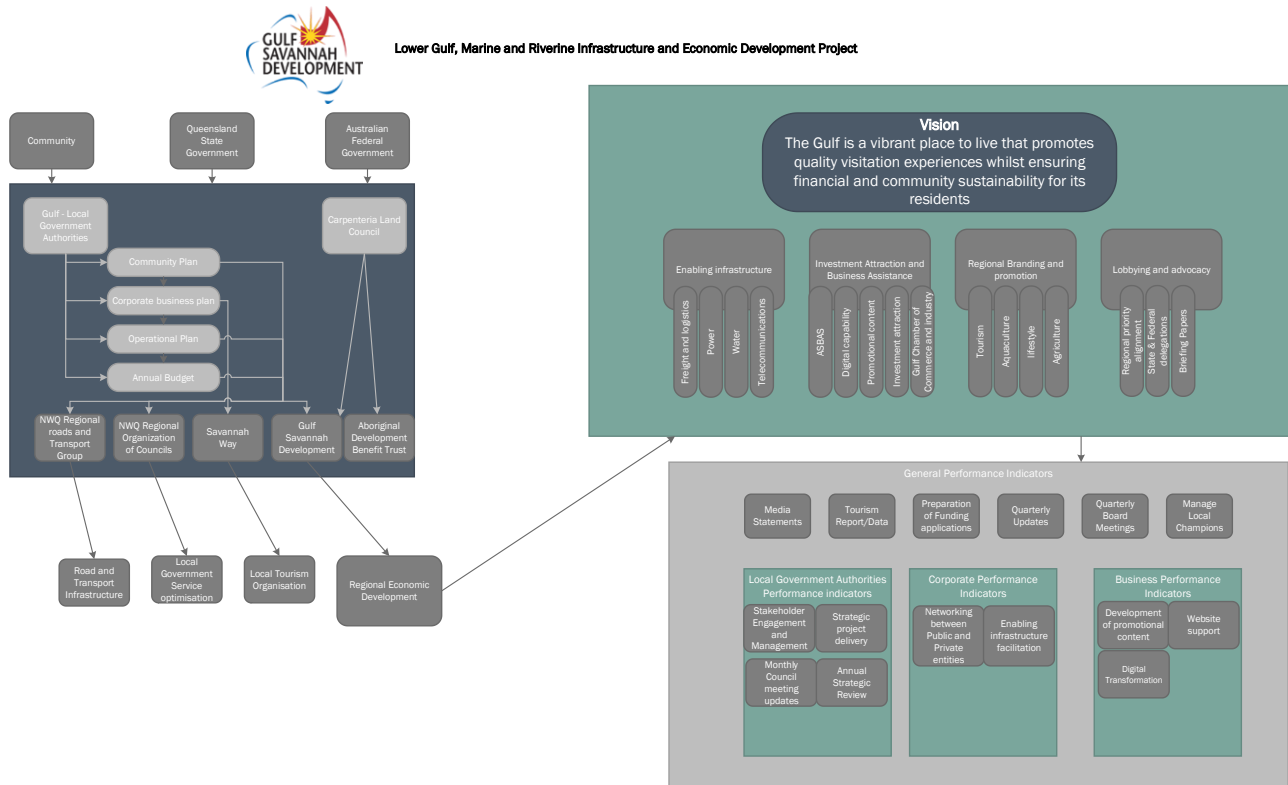 GULF
SAVANNAH
DEVELOPMENT
Lower Gulf, Marine and Riverine Infrastructure and Economic Development Project
Community
Queensland
State
Government
Australian
Federal
Government
Gulf - Local
Government
Authorities
Carpenteria Land
Council
Community Plan
Corporate business plan
Operational Plan
Annual Budget
NWQ Regional
roads and
Transport
Group
NWQ Regional
Organization
of Councils
Savannah
Way
Gulf
Savannah
Development
Aboriginal
Development
Benefit Trust
Road and
Transport
Infrastructure
Local
Government
Service
optimisation
Local Tourism
Organisation
Regional Economic
Development
Vision
The Gulf is a vibrant place to live that promotes
quality visitation experiences whilst ensuring
financial and community sustainability for its
residents
Enabling infrastructure
Freight and logistics
Power
Water
Telecommunications
Investment Attraction and
Business Assistance
ASBAS
Digital capability
Promotional content
Investment attraction
Gulf Chamber of
Commerce and industry
Regional Branding and
promotion
Tourism
Aquaculture
lifestyle
Agriculture
Lobbying and advocacy
Regional priority
alignment
State & Federal
delegations
Briefing Papers
General Performance Indicators
Media
Statements
Tourism
Report/Data
Preparation
of Funding
applications
Quarterly
Updates
Quarterly
Board
Meetings
Manage
Local
Champions
Local Government Authorities
Performance indicators
Stakeholder
Engagement
and
Management
Strategic
project
delivery
Monthly
Council
meeting
updates
Annual
Strategic
Review
Corporate Performance
Indicators
Networking
between
Public and
Private
entities
Enabling
infrastructure
facilitation
Business Performance
Indicators
Development
of promotional
content
Website
support
Digital
Transformation